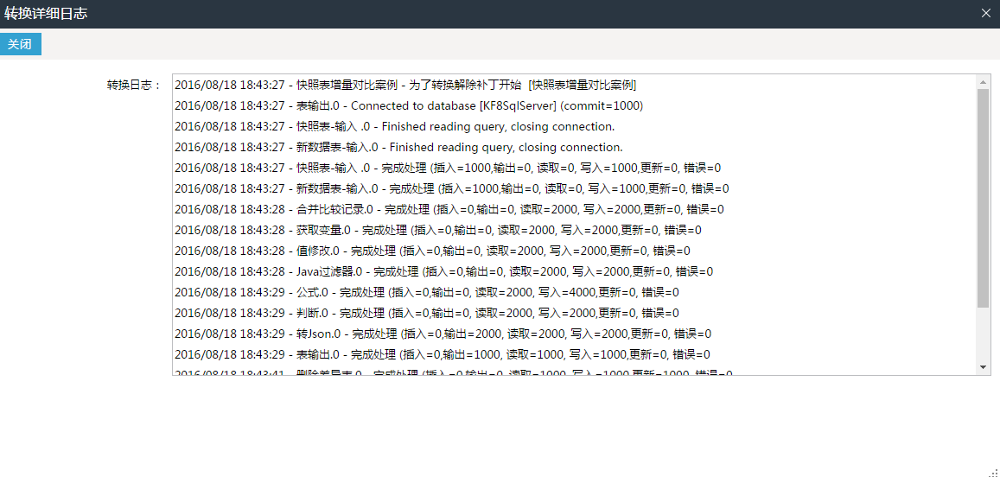 转换详细日志
关闭
转换日志：
2016/08/18 18:43:27 - 快照表增量对比案例 - 为了转换解除补丁开始  [快照表增量对比案例]
2016/08/18 18:43:27 - 表输出.0 - Connected to database [KF8SqlServer] (commit=1000)
2016/08/18 18:43:27 - 快照表-输入 .0 - Finished reading query, closing connection.
2016/08/18 18:43:27 - 新数据表-输入.0 - Finished reading query, closing connection.
2016/08/18 18:43:27 - 快照表-输入 .0 - 完成处理 (插入=1000,输出=0, 读取=0, 写入=1000,更新=0, 错误=0
2016/08/18 18:43:27 - 新数据表-输入.0 - 完成处理 (插入=1000,输出=0, 读取=0, 写入=1000,更新=0, 错误=0
2016/08/18 18:43:28 - 合并比较记录.0 - 完成处理 (插入=0,输出=0, 读取=2000, 写入=2000,更新=0, 错误=0
2016/08/18 18:43:28 - 获取变量.0 - 完成处理 (插入=0,输出=0, 读取=2000, 写入=2000,更新=0, 错误=0
2016/08/18 18:43:28 - 值修改.0 - 完成处理 (插入=0,输出=0, 读取=2000, 写入=2000,更新=0, 错误=0
2016/08/18 18:43:28 - Java过滤器.0 - 完成处理 (插入=0,输出=0, 读取=2000, 写入=2000,更新=0, 错误=0
2016/08/18 18:43:29 - 公式.0 - 完成处理 (插入=0,输出=0, 读取=2000, 写入=4000,更新=0, 错误=0
2016/08/18 18:43:29 - 判断.0 - 完成处理 (插入=0,输出=0, 读取=2000, 写入=2000,更新=0, 错误=0
2016/08/18 18:43:29 - 转Json.0 - 完成处理 (插入=0,输出=2000, 读取=2000, 写入=2000,更新=0, 错误=0
2016/08/18 18:43:29 - 表输出.0 - 完成处理 (插入=0,输出=1000, 读取=1000, 写入=1000,更新=0, 错误=0
2016/08/18 18:43:41 - 删除差异表.0 - 完成处理 (插入=0,输出=0, 读取=1000, 写入=1000,更新=1000, 错误=0